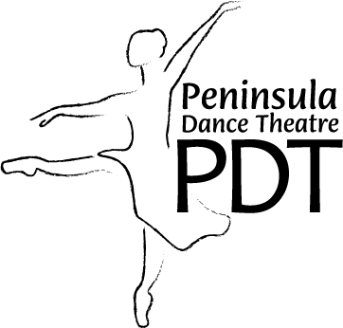 Peninsula
Dance Theatre
PDT